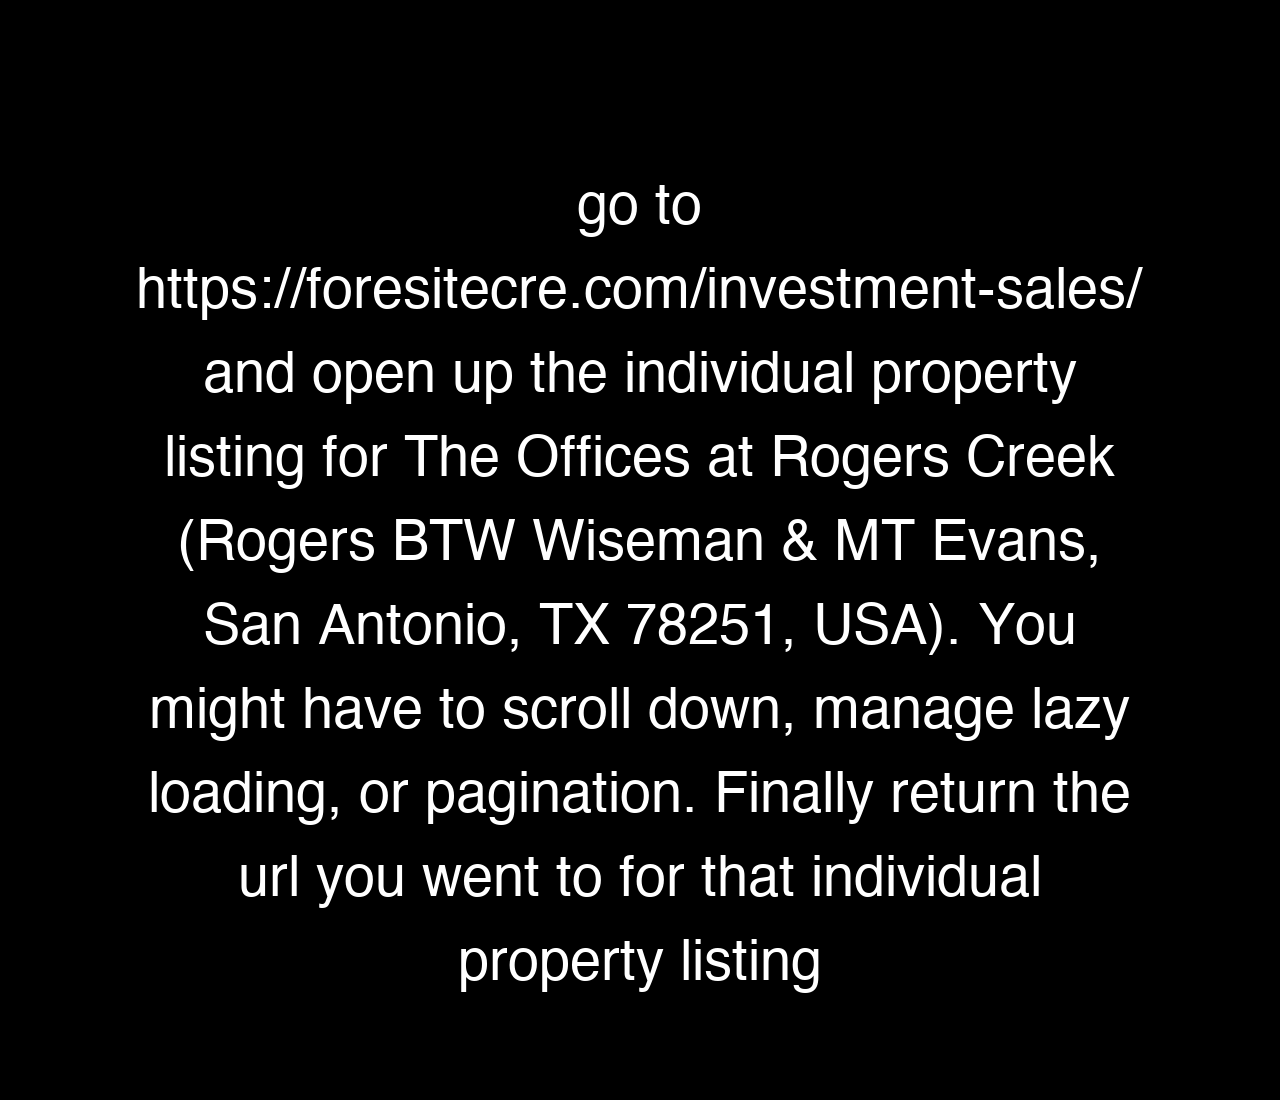 go to
https://foresitecre.com/investment-sales/
and open up the individual property
listing for The Offices at Rogers Creek
(Rogers BTW Wiseman & MT Evans,
San Antonio, TX 78251, USA). You
might have to scroll down, manage lazy
loading, or pagination. Finally return the
url you went to for that individual
property listing